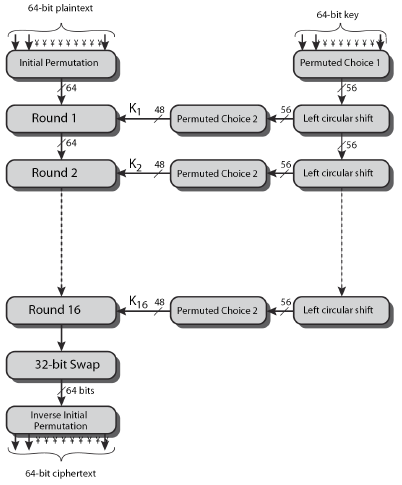 64-bit plaintext
64-bit key
Initial Permutation
Permuted Choice 1
64
56
Round 1
K1
48
Permuted Choice 2
56
Left circular shift
64
56
Round 2
K2
48
Permuted Choice 2
56
Left circular shift
Round 16
K16
48
Permuted Choice 2
56
Left circular shift
32-bit Swap
64 bits
Inverse Initial
Permutation
64-bit ciphertext